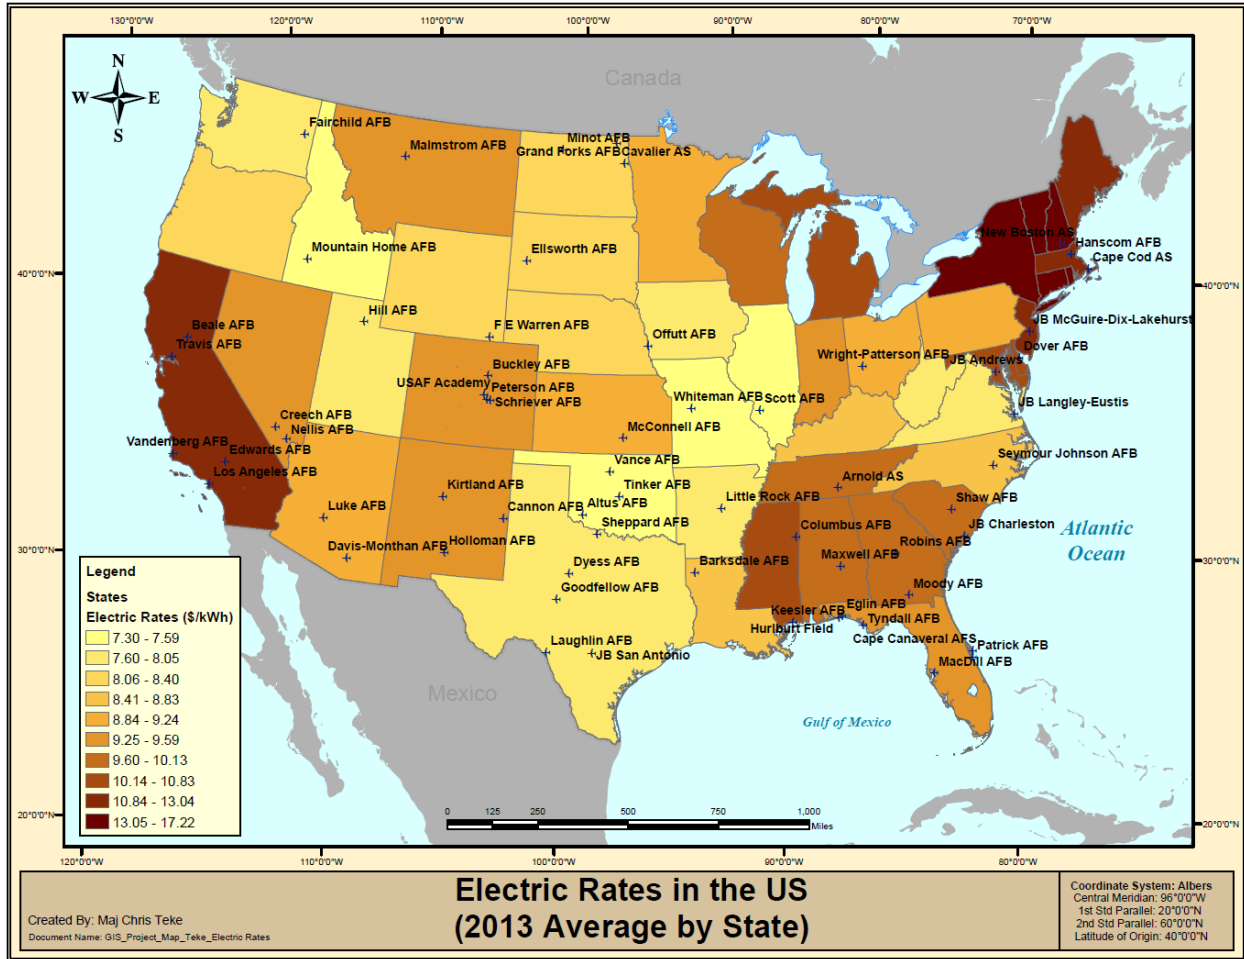 130°0'0"W
120°0'0"W
110°0'0"W
100°0'0"W
90°0'0"W
80°0'0"W
70°0'0"W
N
W
E
S
Canada
Fairchild AFB
Malmstrom AFB
Minot AFB
Grand Forks AFB
Cavalier AS
New Boston AS
Hanscom AFB
Cape Cod AS
Mountain Home AFB
Ellsworth AFB
40°0'0"N
40°0'0"N
Hill AFB
F E Warren AFB
Offutt AFB
JB McGuire-Dix-Lakehurst
Beale AFB
Travis AFB
Dover AFB
Wright-Patterson AFB
JB Andrews
Buckley AFB
USAF Academy
Peterson AFB
Schriever AFB
Whiteman AFB
Scott AFB
JB Langley-Eustis
Creech AFB
Nellis AFB
McConnell AFB
Vandenberg AFB
Edwards AFB
Los Angeles AFB
Vance AFB
Seymour Johnson AFB
Arnold AS
Kirtland AFB
Tinker AFB
Luke AFB
Cannon AFB
Altus AFB
Little Rock AFB
Shaw AFB
Sheppard AFB
Columbus AFB
JB Charleston
Atlantic
Ocean
Davis-Monthan AFB
Holloman AFB
Robins AFB
30°0'0"N
30°0'0"N
Dyess AFB
Barksdale AFB
Maxwell AFB
Goodfellow AFB
Moody AFB
Keesler AFB
Eglin AFB
Hurlburt Field
Tyndall AFB
Laughlin AFB
JB San Antonio
Cape Canaveral AFS
Patrick AFB
MacDill AFB
Mexico
Gulf of Mexico
Legend
States
Electric Rates ($/kWh)
7.30 - 7.59
7.60 - 8.05
8.06 - 8.40
8.41 - 8.83
8.84 - 9.24
9.25 - 9.59
9.60 - 10.13
10.14 - 10.83
10.84 - 13.04
13.05 - 17.22
0 125 250 500 750 1,000
Miles
20°0'0"N
20°0'0"N
120°0'0"W
110°0'0"W
100°0'0"W
90°0'0"W
80°0'0"W
Electric Rates in the US
(2013 Average by State)
Created By: Maj Chris Teke
Document Name: GIS_Project_Map_Teke_Electric Rates
Coordinate System: Albers
Central Meridian: 96°0'0"W
1st Std Parallel: 20°0'0"N
2nd Std Parallel: 60°0'0"N
Latitude of Origin: 40°0'0"N